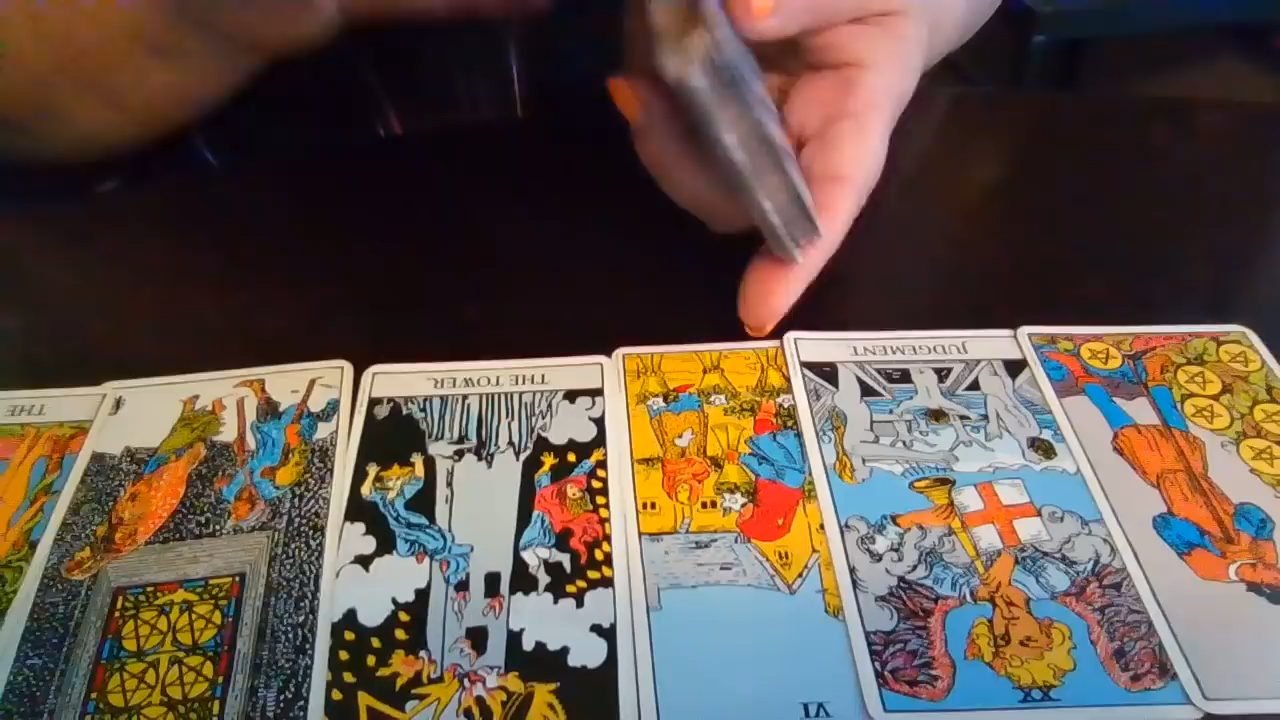 THE
THE TOWER.
JUDGEMENT.
VI
XX